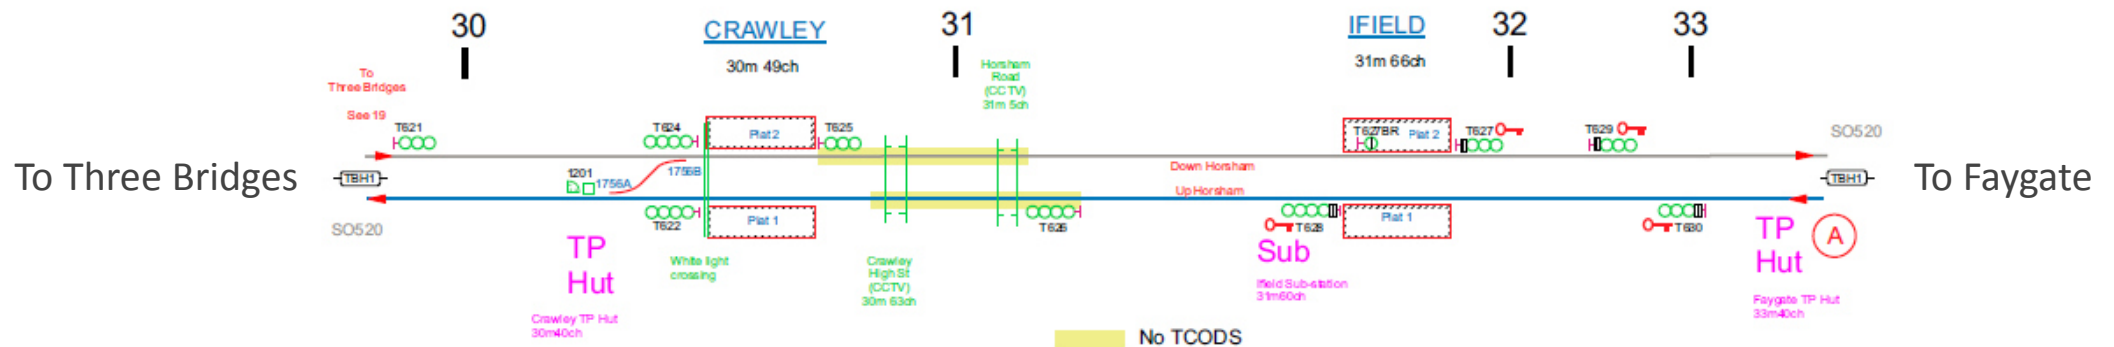 30
CRAWLEY
30m 49ch
31
Horsham
Road
(CCTV)
31m 5ch
IFIELD
31m 66ch
32
33
To
Three Bridges
See 19
T621
T624
Plat 2
T625
T627BR
Plat 2
T627
T629
SO520
To Three Bridges
TBH1
1201
1756A
1756B
Down Horsham
Up Horsham
TBH1
To Faygate
SO520
T622
Plat 1
T626
T628
Plat 1
T630
TP
Hut
A
TP
Hut
White light
crossing
Crawley
High St
(CCTV)
30m 63ch
Sub
Ifield Sub-station
31m60ch
Crawley TP Hut
30m40ch
Faygate TP Hut
33m40ch
No TCODS